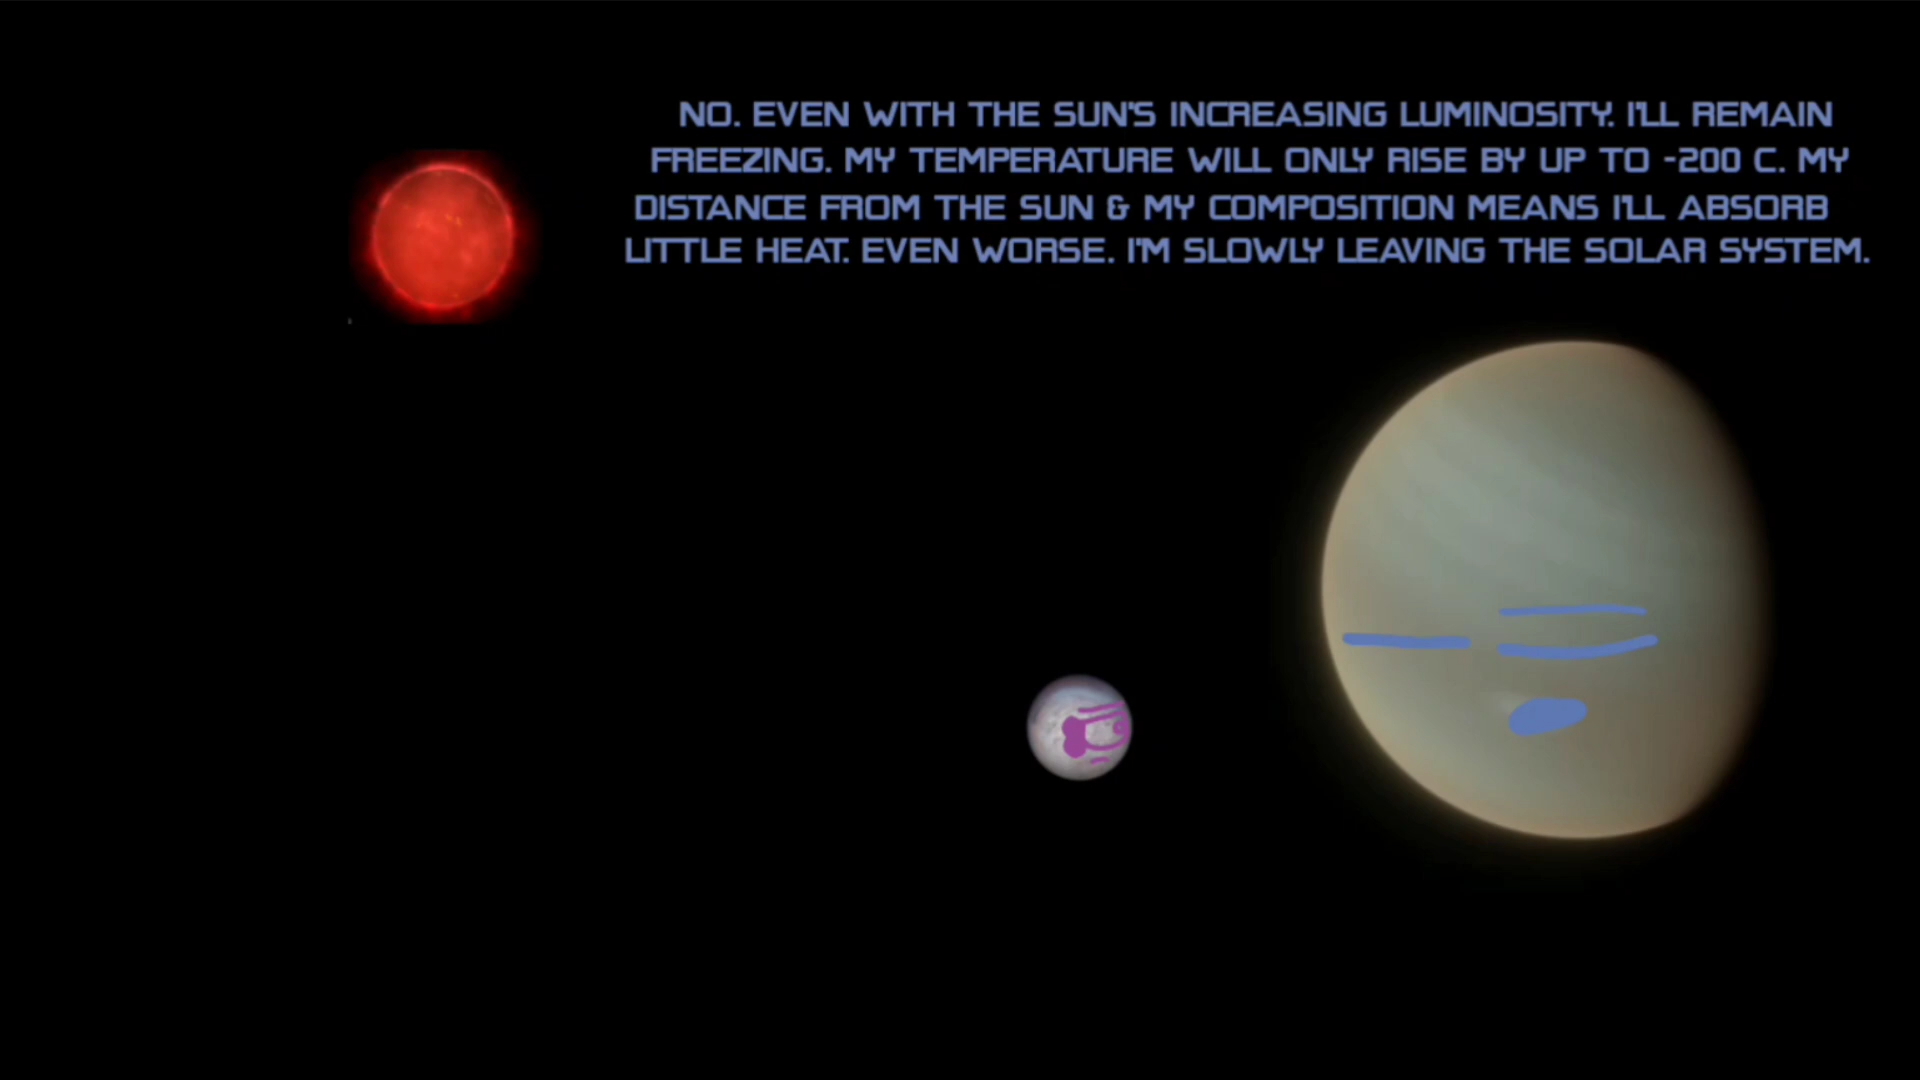 NO. EVEN WITH THE SUN'S INCREASING LUMINOSITY. I'LL REMAIN
FREEZING. MY TEMPERATURE WILL ONLY RISE BY UP TO -200 C. MY
DISTANCE FROM THE SUN & MY COMPOSITION MEANS I'LL ABSORB
LITTLE HEAT. EVEN WORSE. I'M SLOWLY LEAVING THE SOLAR SYSTEM.